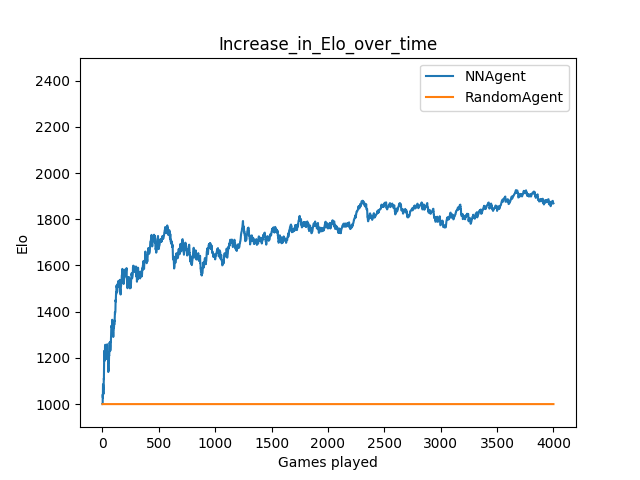 Increase_in_Elo_over_time
NNAgent
RandomAgent
2400
2200
2000
1800
1600
1400
1200
1000
Elo
0 500 1000 1500 2000 2500 3000 3500 4000
Games played